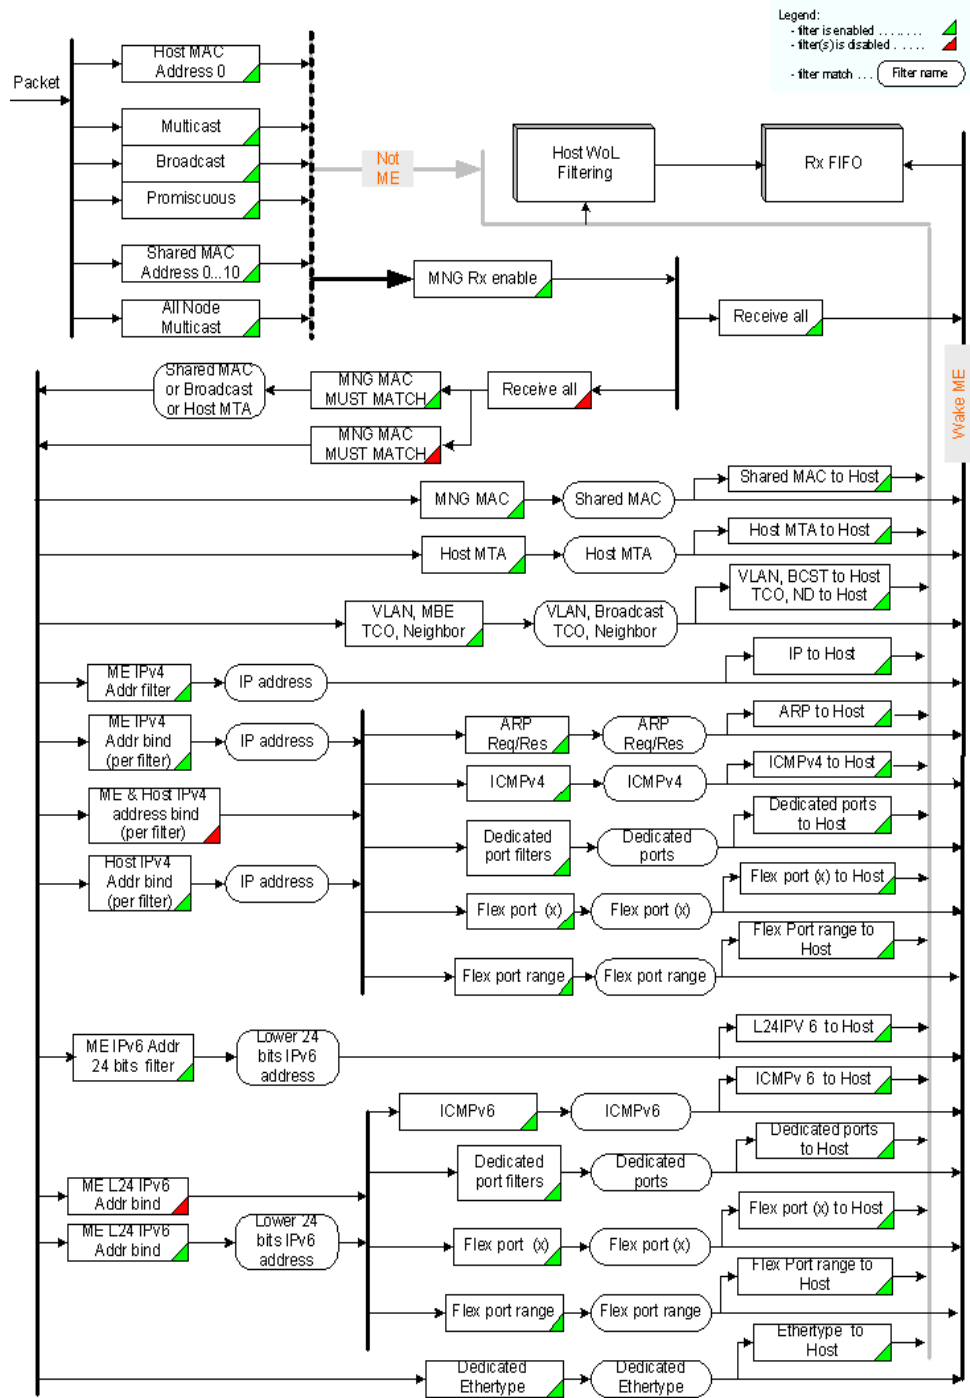 Legend:
- filter is enabled . . . . . . . .
- filter(s) is disabled . . . . . .
- filter match . . . Filter name
Packet
Host MAC
Address 0
Multicast
Broadcast
Promiscuous
Shared MAC
Address 0...10
All Node
Multicast
Not
ME
Host WoL
Filtering
Rx FIFO
MNG Rx enable
Receive all
Wake ME
Shared MAC
or Broadcast
or Host MTA
MNG MAC
MUST MATCH
Receive all
MNG MAC
MUST MATCH
MNG MAC
Shared MAC
Shared MAC to Host
Host MTA
Host MTA
Host MTA to Host
VLAN, MBE
TCO, Neighbor
VLAN, Broadcast
TCO, Neighbor
VLAN, BCST to Host
TCO, ND to Host
ME IPv4
Addr filter
IP address
IP to Host
ME IPv4
Addr bind
(per filter)
IP address
ARP
Req/Res
ARP
Req/Res
ARP to Host
ME & Host IPv4
address bind
(per filter)
ICMPv4
ICMPv4
ICMPv4 to Host
Dedicated
port filters
Dedicated
ports
Dedicated ports
to Host
Host IPv4
Addr bind
(per filter)
IP address
Flex port (x)
Flex port (x)
Flex port (x) to Host
Flex port range
Flex port range
Flex Port range to
Host
ME IPv6 Addr
24 bits filter
Lower 24
bits IPv6
address
L24IPV 6 to Host
ICMPv6
ICMPv6
ICMPv 6 to Host
Dedicated
port filters
Dedicated
ports
Dedicated ports
to Host
ME L24 IPv6
Addr bind
ME L24 IPv6
Addr bind
Lower 24
bits IPv6
address
Flex port (x)
Flex port (x)
Flex port (x) to Host
Flex port range
Flex port range
Flex Port range to
Host
Dedicated
Ethertype
Dedicated
Ethertype
Ethertype to
Host